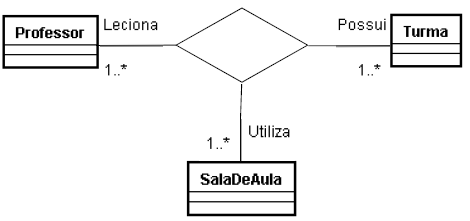 Professor
Leciona
1..*
Possui
Turma
1..*
1..*
Utiliza
SalaDeAula